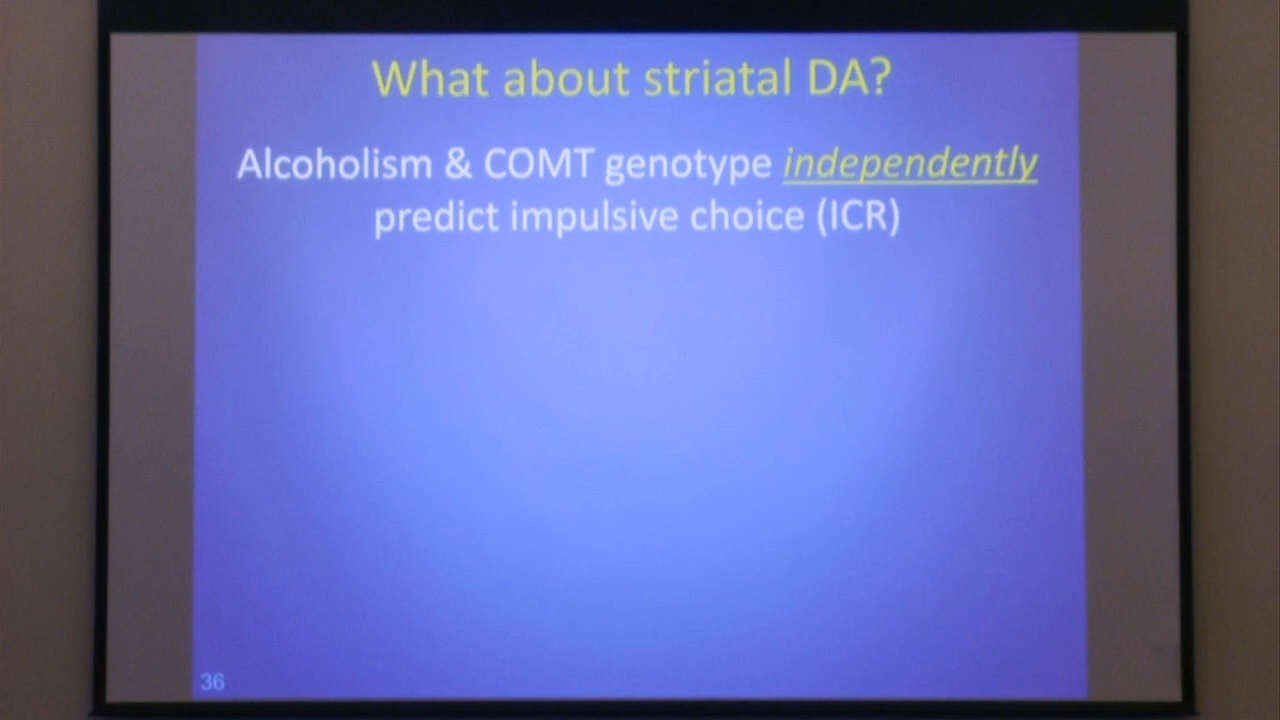 What about striatal DA?
Alcoholism & COMT genotype independently
predict impulsive choice (ICR)
36